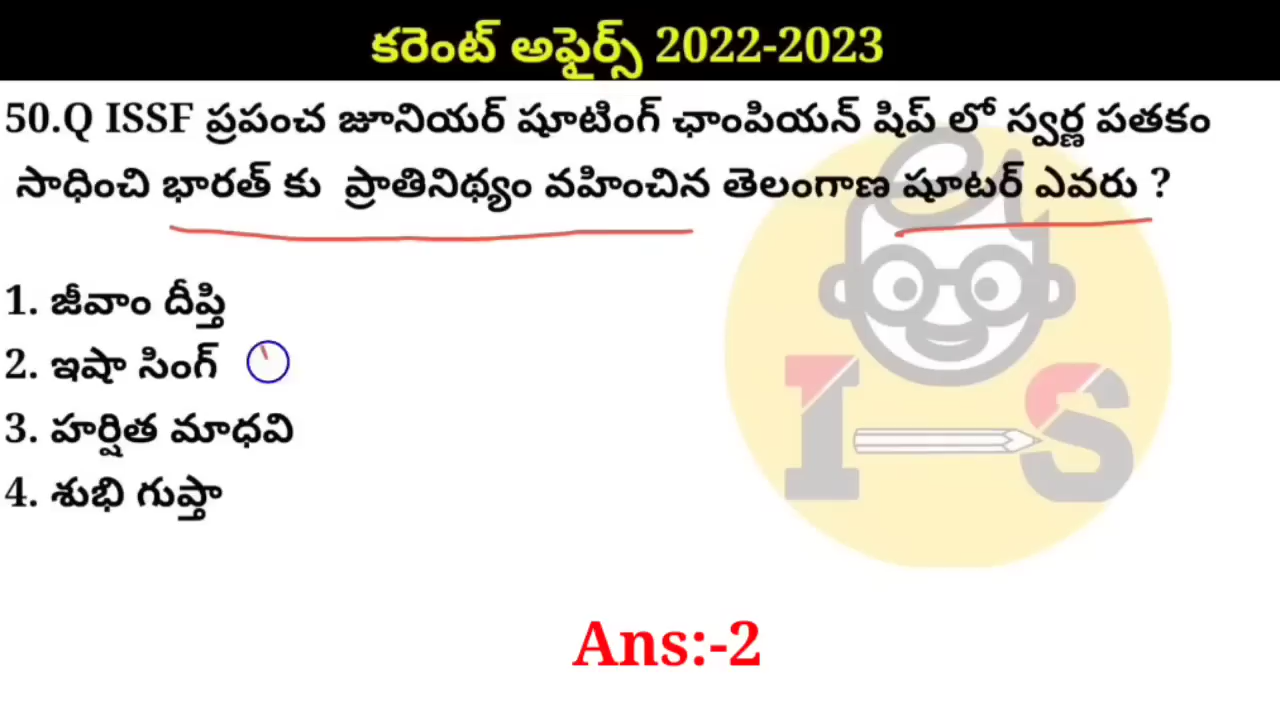 కరెంట్ అఫైర్స్ 2022-2023
50.Q ISSF ప్రపంచ జూనియర్ షూటింగ్ ఛాంపియన్ షిప్ లో స్వర్ణ పతకం
సాధించి భారత్ కు ప్రాతినిథ్యం వహించిన తెలంగాణ షూటర్ ఎవరు ?
1. జీవాం దీప్తి
2. ఇషా సింగ్
3. హర్షిత మాధవి
4. శుభి గుప్తా
I S
Ans:-2